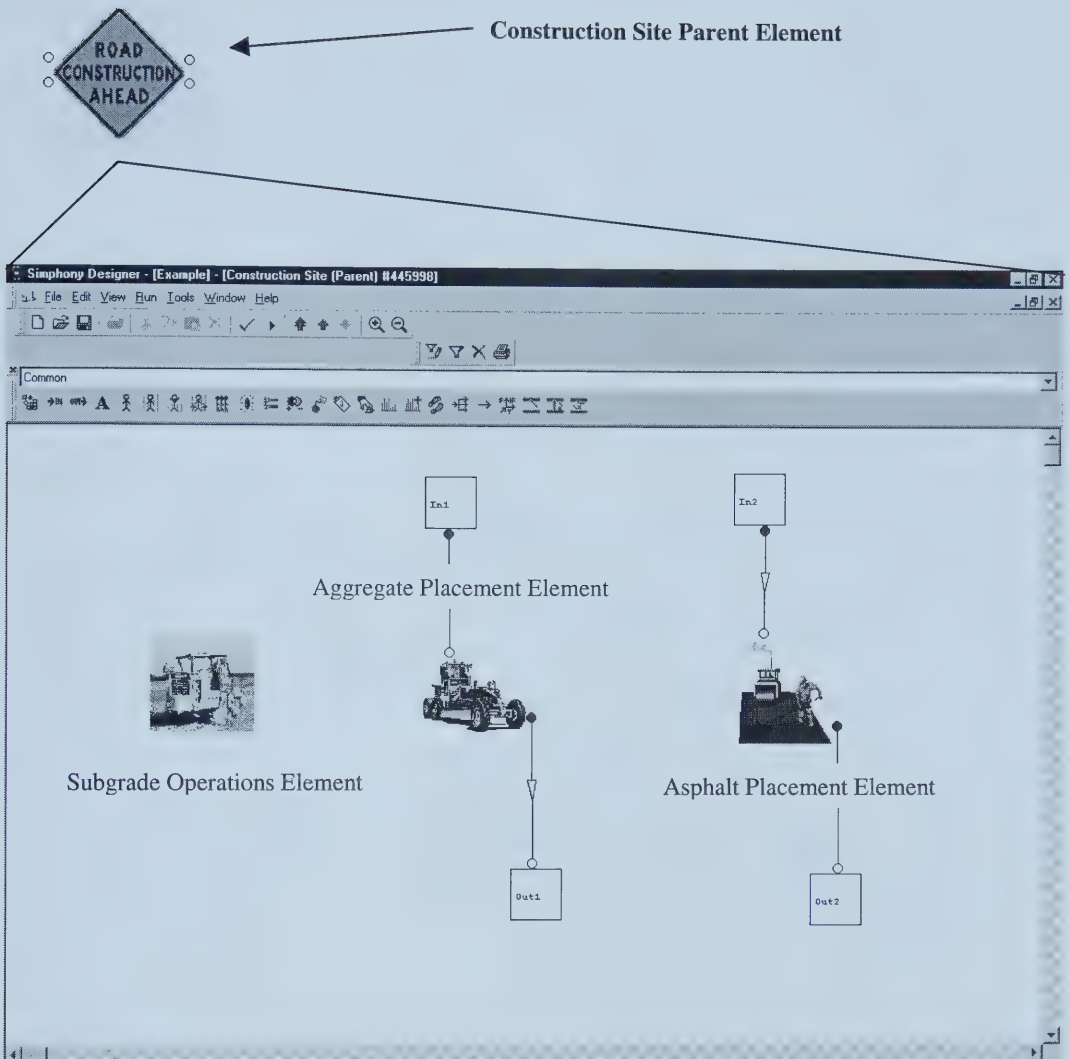 ROAD
CONSTRUCTION
AHEAD
Construction Site Parent Element
Simphony Designer - [Example] - [Construction Site (Parent) #445998]
File Edit View Run Tools Window Help
Common
A
In1
In2
Aggregate Placement Element
Subgrade Operations Element
Asphalt Placement Element
Out1
Out2